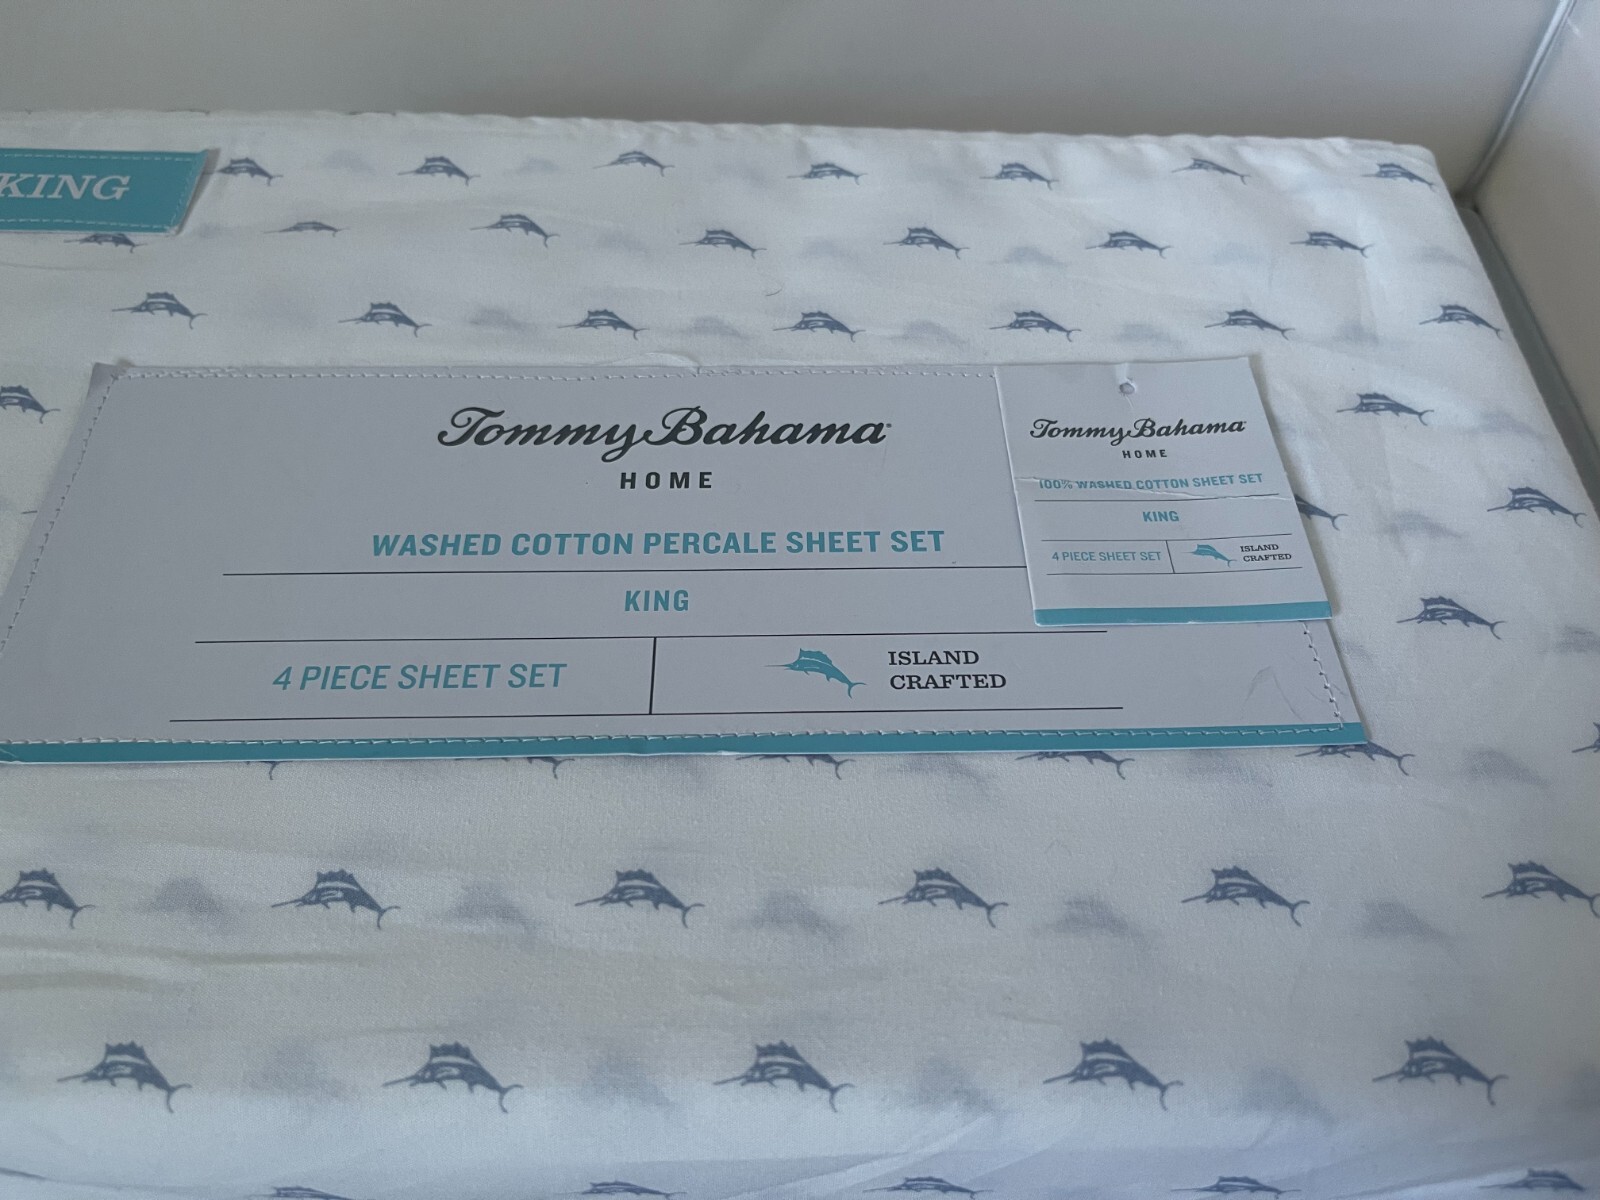 KING
Tommy Bahama
HOME
WASHED COTTON PERCALE SHEET SET
KING
4 PIECE SHEET SET
ISLAND
CRAFTED
Tommy Bahama
HOME
100% WASHED COTTON SHEET SET
KING
4 PIECE SHEET SET
ISLAND
CRAFTED